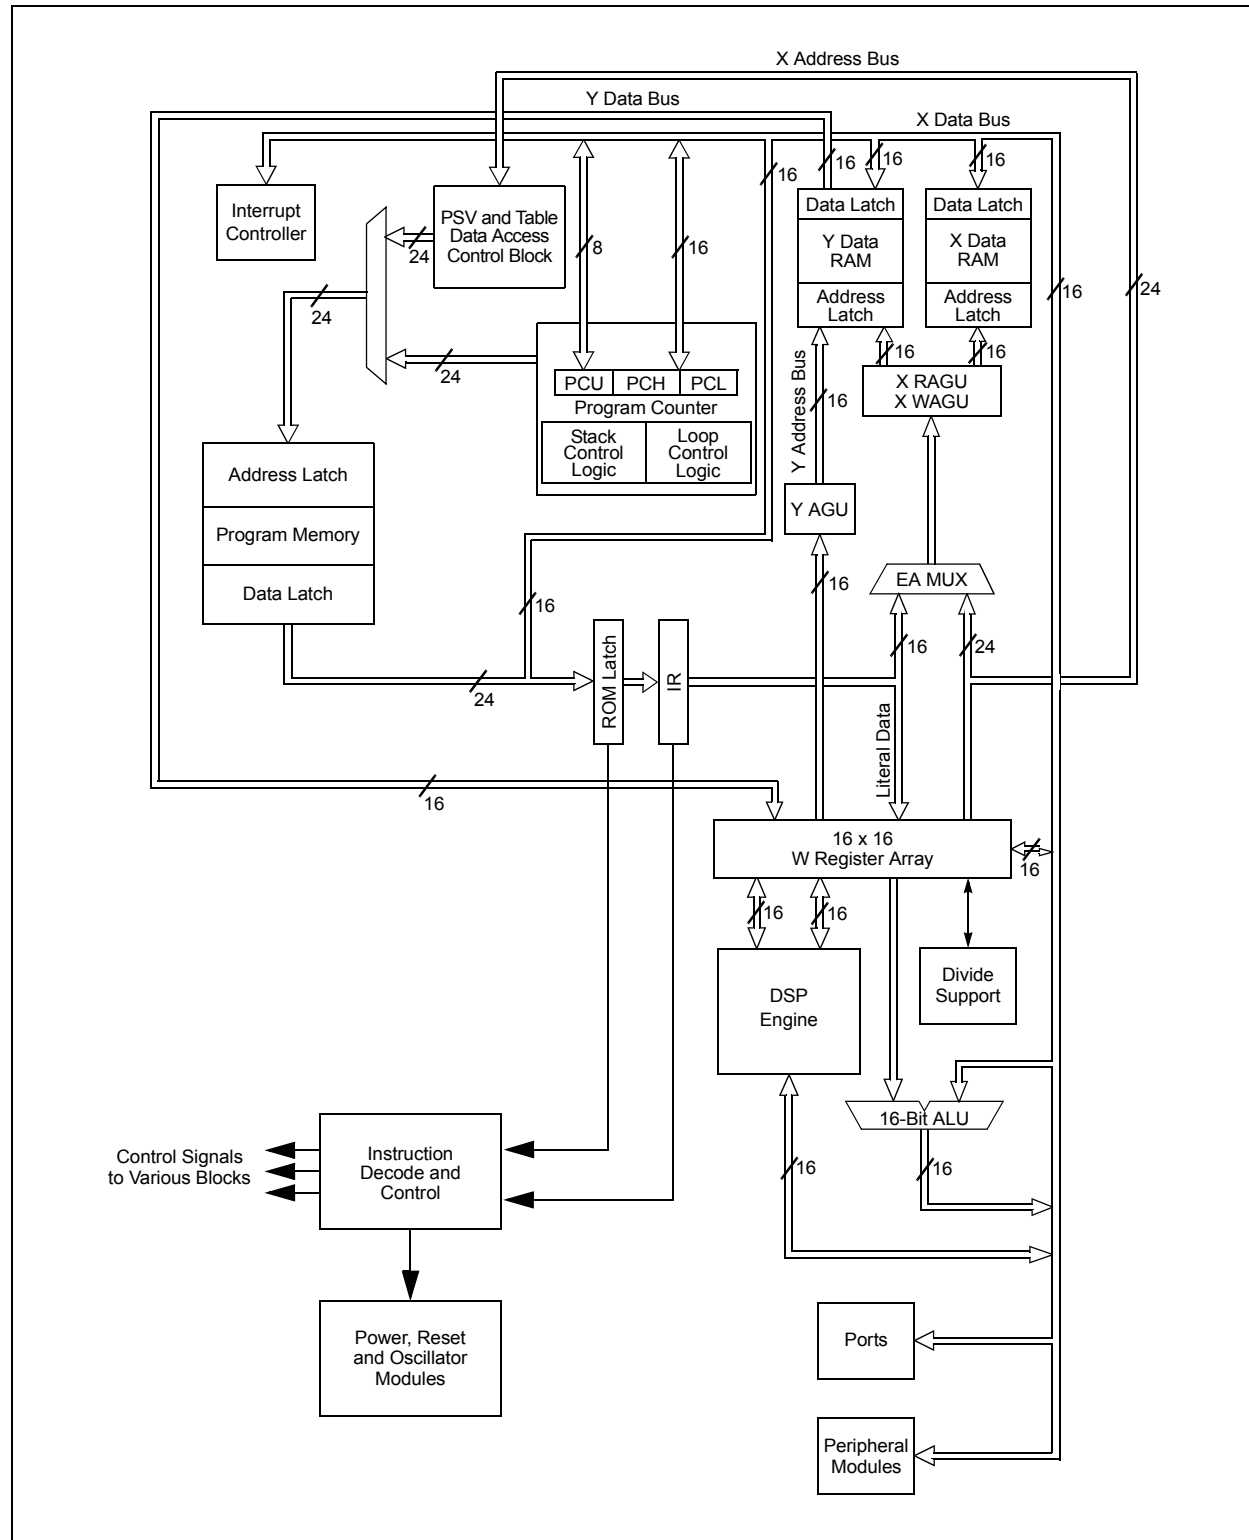 X Address Bus
Y Data Bus
X Data Bus
16
16
16
16
Interrupt
Controller
PSV and Table
Data Access
Control Block
24
8
16
Data Latch
Y Data
RAM
Address
Latch
Data Latch
X Data
RAM
Address
Latch
16
24
24
24
16
16
PCU
PCH
PCL
Program Counter
Stack
Control
Logic
Loop
Control
Logic
X RAGU
X WAGU
Y Address Bus
16
Address Latch
Program Memory
Data Latch
Y AGU
EA MUX
16
16
16
24
24
ROM Latch
IR
Literal Data
16
16 x 16
W Register Array
16
16
16
DSP
Engine
Divide
Support
16-Bit ALU
16
16
Control Signals
to Various Blocks
Instruction
Decode and
Control
Power, Reset
and Oscillator
Modules
Ports
Peripheral
Modules